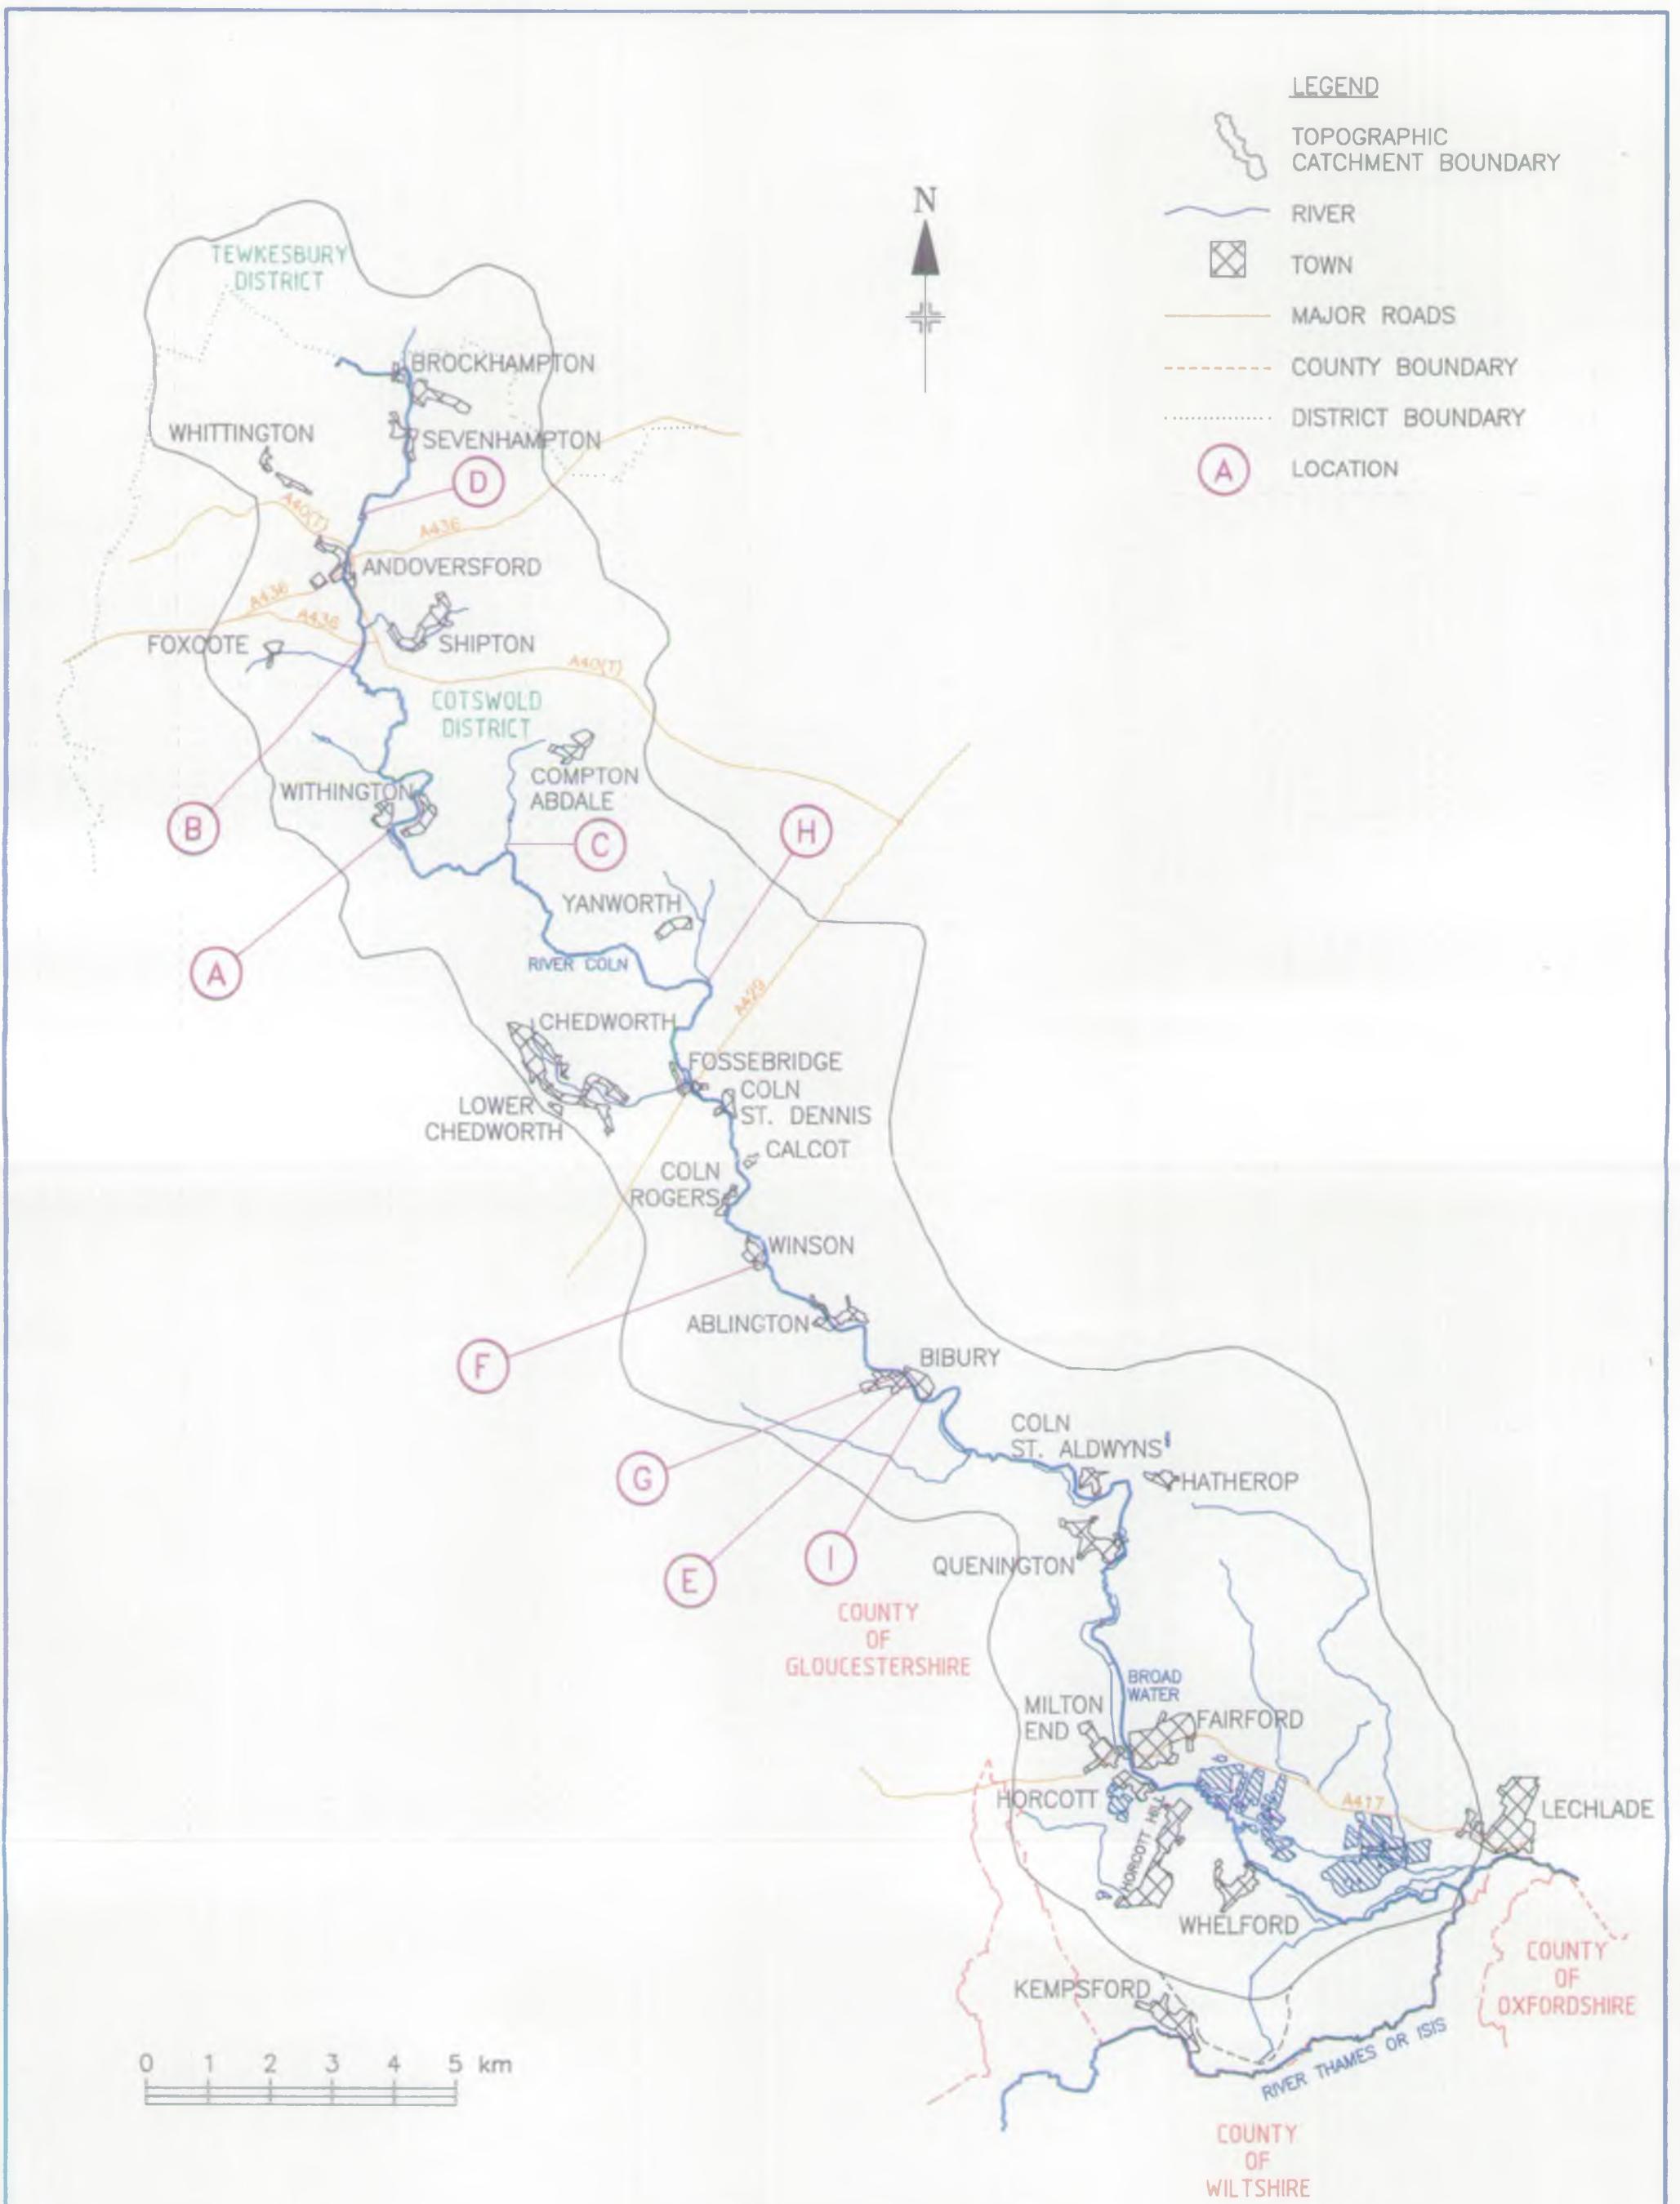 LEGEND
TOPOGRAPHIC
CATCHMENT BOUNDARY
RIVER
TOWN
MAJOR ROADS
COUNTY BOUNDARY
DISTRICT BOUNDARY
A
LOCATION
N
TEWKESBURY
DISTRICT
BROCKHAMPTON
WHITTINGTON
SEVENHAMPTON
D
A40(T)
A436
ANDOVERSFORD
A436
A436
FOXCOTE
SHIPTON
A40(T)
COTSWOLD
DISTRICT
COMPTON
ABDALE
WITHINGTON
B
C
H
YANWORTH
A
RIVER COLN
A429
CHEDWORTH
FOSSEBRIDGE
COLN
ST. DENNIS
LOWER
CHEDWORTH
CALCOT
COLN
ROGERS
WINSON
ABLINGTON
F
BIBURY
COLN
ST. ALDWYNS
G
HATHEROP
E
I
QUENINGTON
COUNTY
OF
GLOUCESTERSHIRE
BROAD
WATER
MILTON
END
FAIRFORD
HORCOTT
HORCOTT HILL
A417
LECHLADE
WHELFORD
COUNTY
OF
OXFORDSHIRE
KEMPSFORD
RIVER THAMES OR ISIS
0 1 2 3 4 5 km
COUNTY
OF
WILTSHIRE